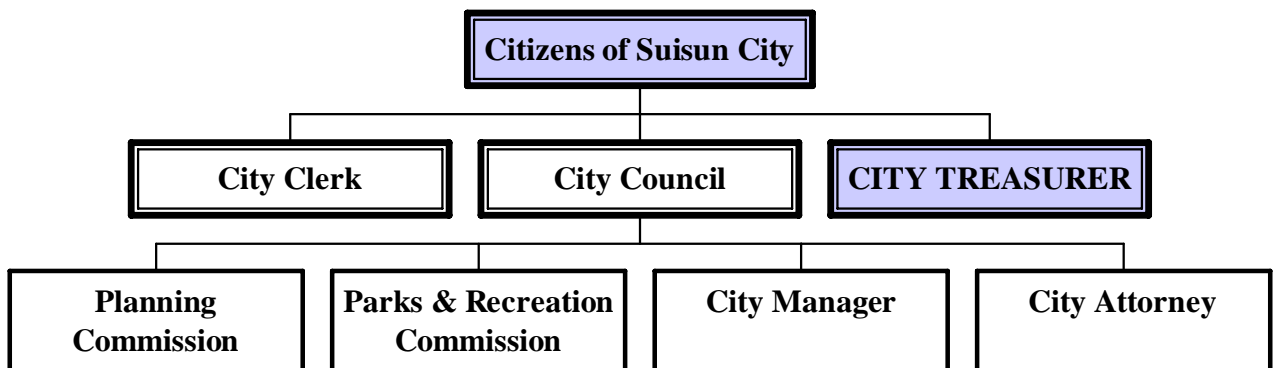 Citizens of Suisun City
City Clerk
City Council
CITY TREASURER
Planning
Commission
Parks & Recreation
Commission
City Manager
City Attorney